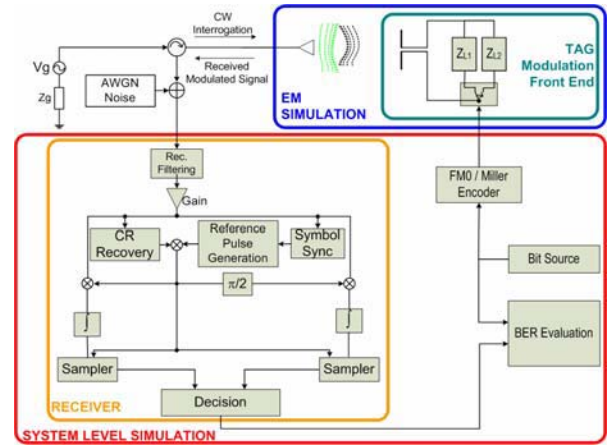 CW
Interrogation
Received
Modulated Signal
Vg
Zg
AWGN
Noise
EM
SIMULATION
ZL1
ZL2
TAG
Modulation
Front End
Rec.
Filtering
Gain
CR
Recovery
Reference
Pulse
Generation
Symbol
Sync
π/2
∫
∫
Sampler
Sampler
Decision
RECEIVER
FM0 / Miller
Encoder
Bit Source
BER Evaluation
SYSTEM LEVEL SIMULATION